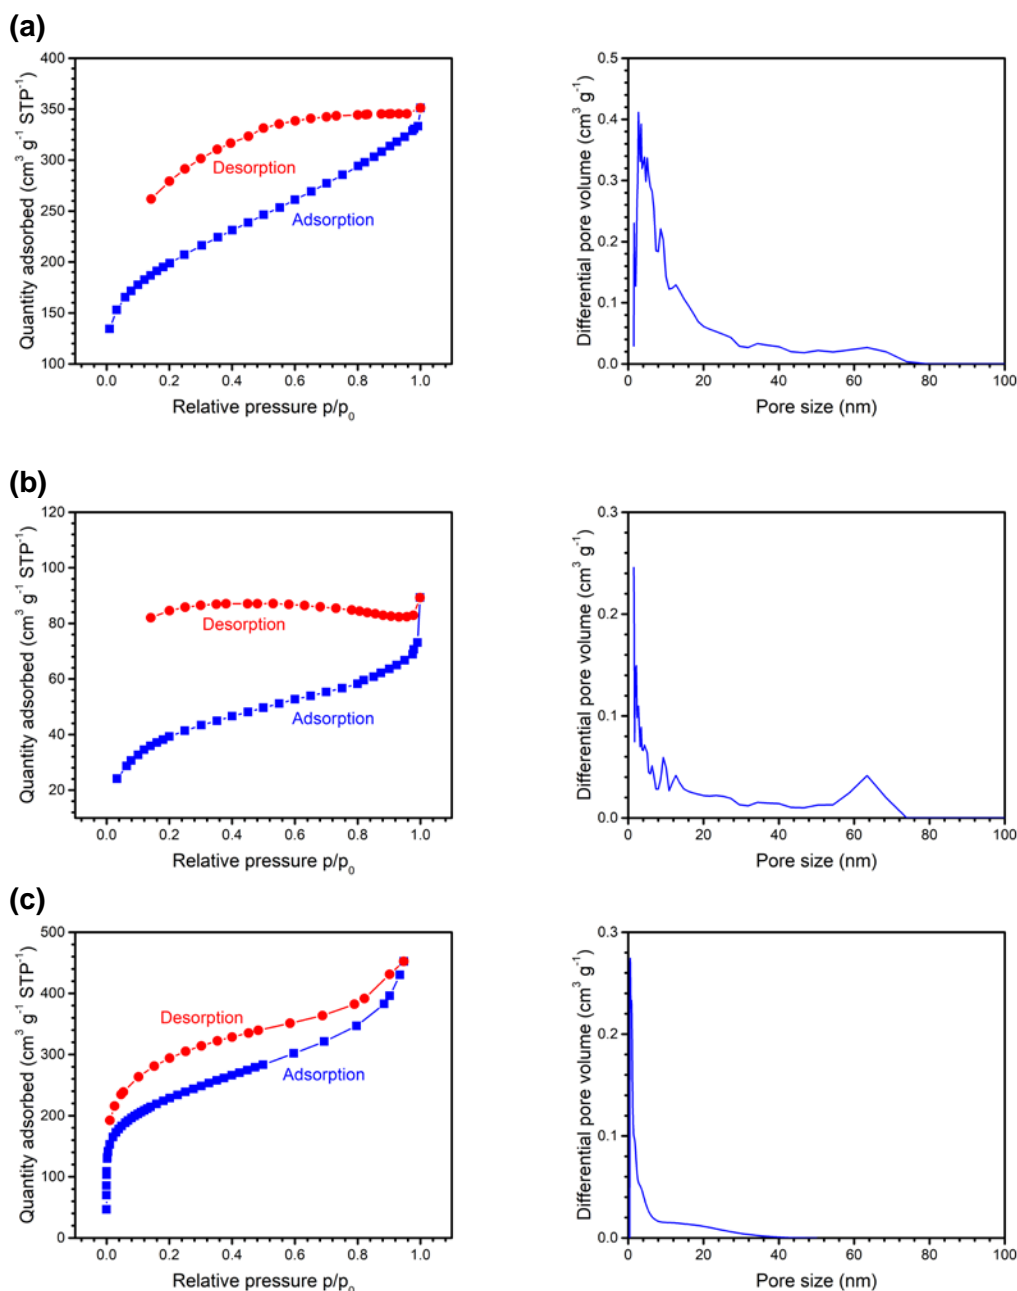 (a)
Quantity adsorbed (cm³ g⁻¹ STP⁻¹)
400
350
300
250
200
150
100
Desorption
Adsorption
0.0 0.2 0.4 0.6 0.8 1.0
Relative pressure p/p₀
Differential pore volume (cm³ g⁻¹)
0.5
0.4
0.3
0.2
0.1
0.0
0 20 40 60 80 100
Pore size (nm)
(b)
Quantity adsorbed (cm³ g⁻¹ STP⁻¹)
120
100
80
60
40
20
Desorption
Adsorption
0.0 0.2 0.4 0.6 0.8 1.0
Relative pressure p/p₀
Differential pore volume (cm³ g⁻¹)
0.3
0.2
0.1
0.0
0 20 40 60 80 100
Pore size (nm)
(c)
Quantity adsorbed (cm³ g⁻¹ STP⁻¹)
500
400
300
200
100
0
Desorption
Adsorption
0.0 0.2 0.4 0.6 0.8 1.0
Relative pressure p/p₀
Differential pore volume (cm³ g⁻¹)
0.3
0.2
0.1
0.0
0 20 40 60 80 100
Pore size (nm)